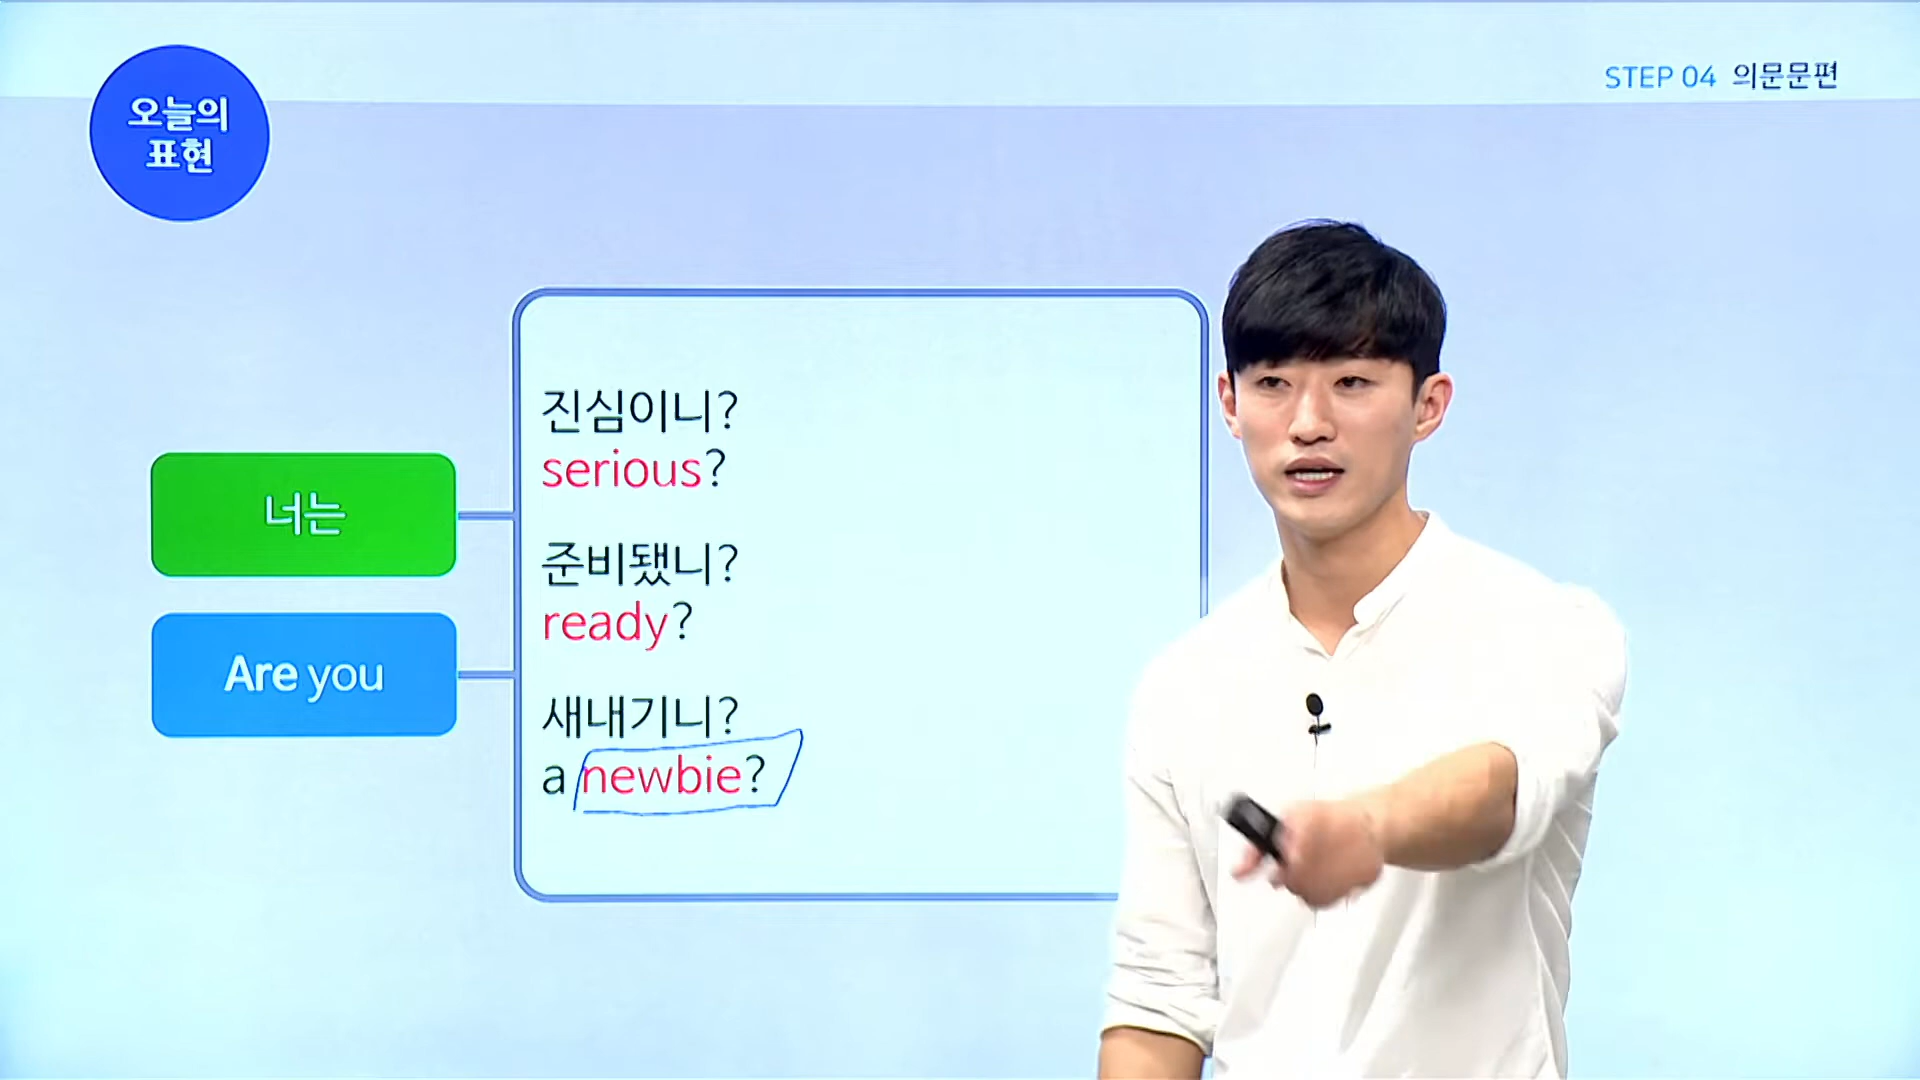 오늘의
표현
STEP 04 의문문편
진심이니?
serious?
너는
준비됐니?
ready?
Are you
새내기니?
a newbie?